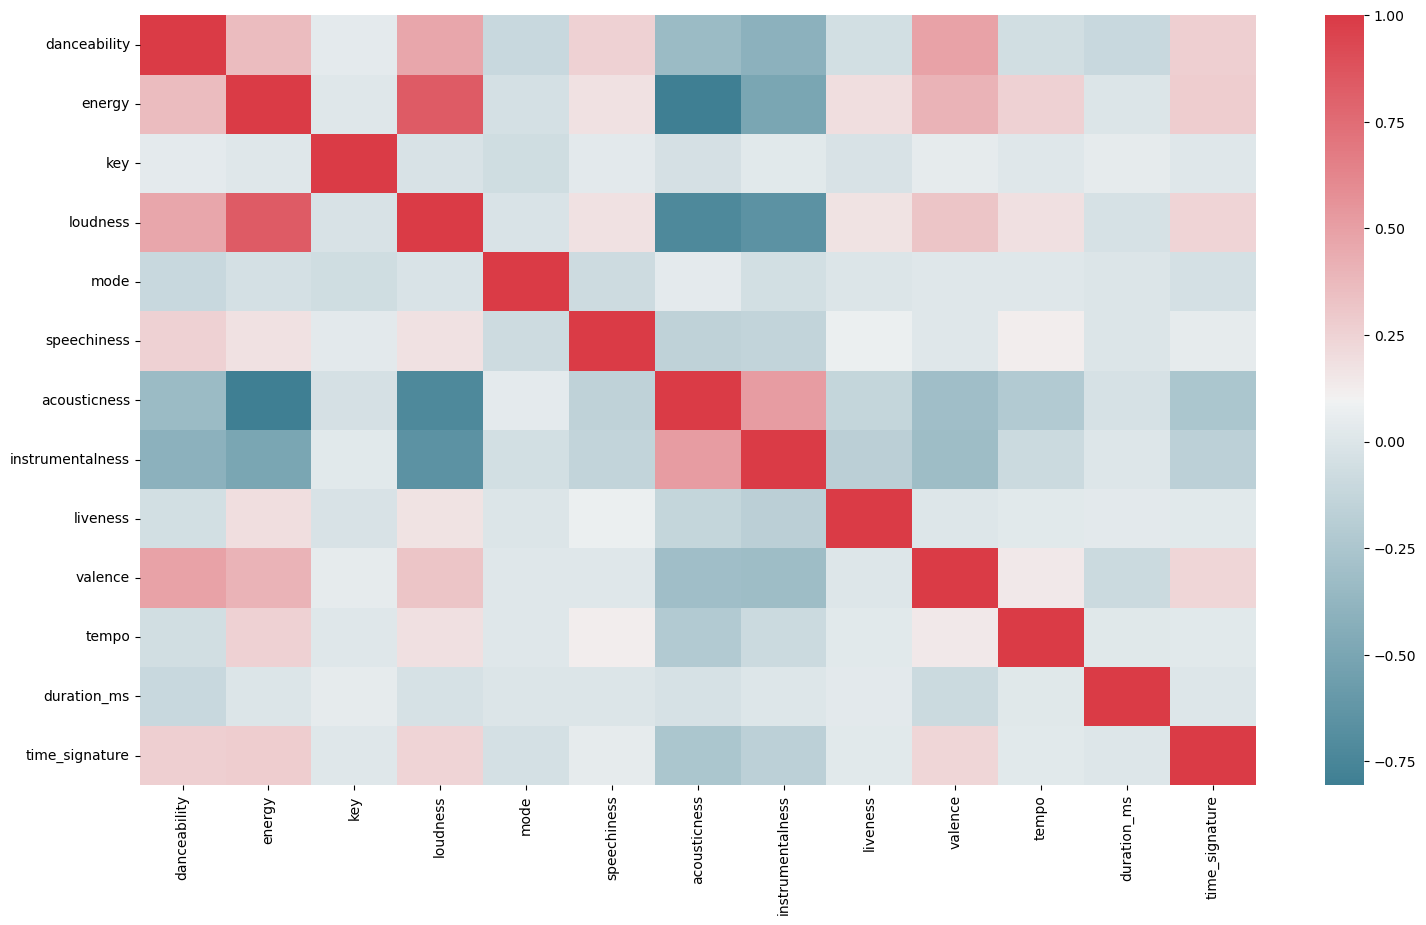 danceability
energy
key
loudness
mode
speechiness
acousticness
instrumentalness
liveness
valence
tempo
duration_ms
time_signature
danceability
energy
key
loudness
mode
speechiness
acousticness
instrumentalness
liveness
valence
tempo
duration_ms
time_signature
1.00
0.75
0.50
0.25
0.00
−0.25
−0.50
−0.75